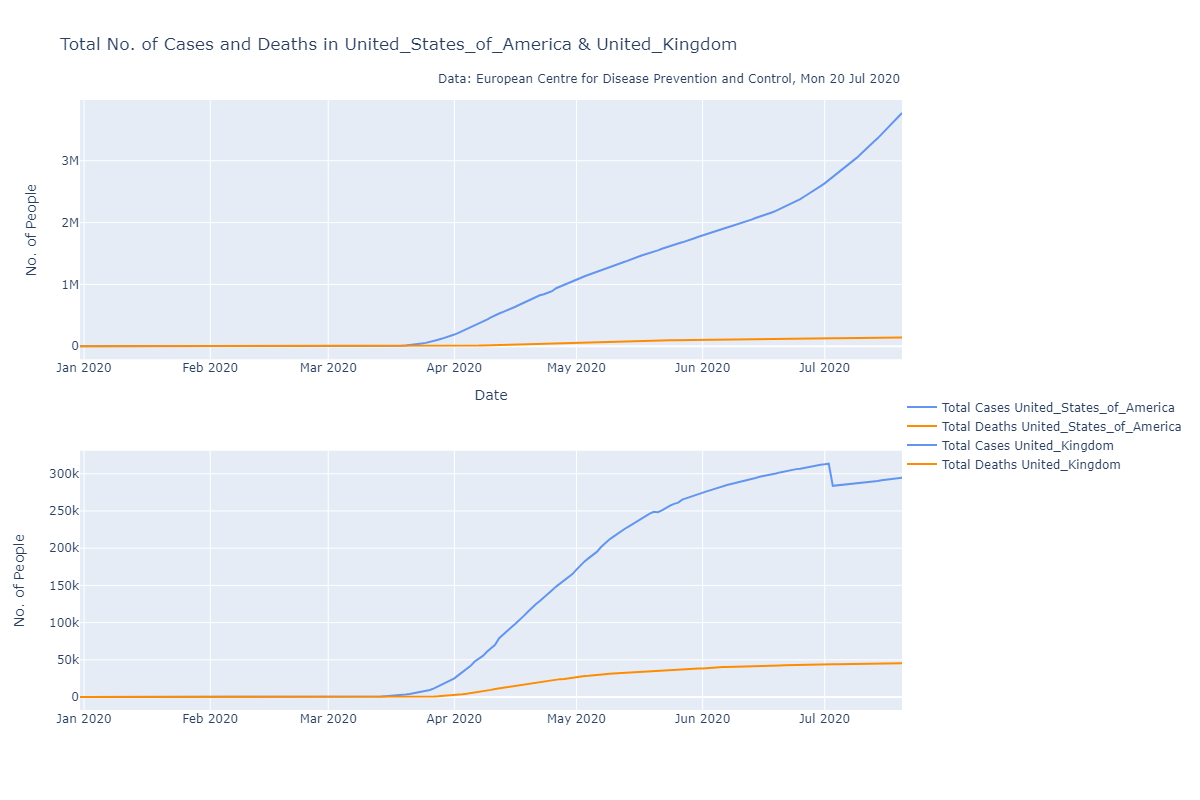 Total No. of Cases and Deaths in United_States_of_America & United_Kingdom
Data: European Centre for Disease Prevention and Control, Mon 20 Jul 2020
No. of People
3M
2M
1M
0
Jan 2020 Feb 2020 Mar 2020 Apr 2020 May 2020 Jun 2020 Jul 2020
Date
Total Cases United_States_of_America
Total Deaths United_States_of_America
Total Cases United_Kingdom
Total Deaths United_Kingdom
No. of People
300k
250k
200k
150k
100k
50k
0
Jan 2020 Feb 2020 Mar 2020 Apr 2020 May 2020 Jun 2020 Jul 2020